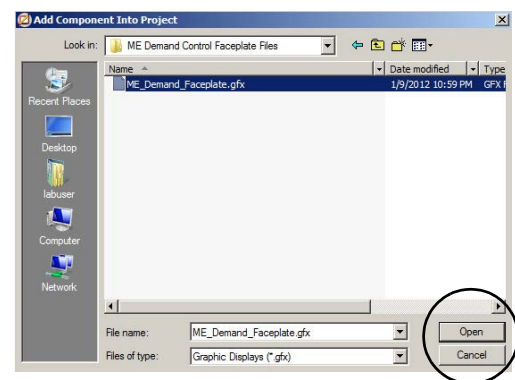 Add Component Into Project
Look in: ME Demand Control Faceplate Files
Name Date modified Type
ME_Demand_Faceplate.gfx 1/9/2012 10:59 PM GFX F
Recent Places
Desktop
labuser
Computer
Network
File name: ME_Demand_Faceplate.gfx Open
Files of type: Graphic Displays (*.gfx) Cancel